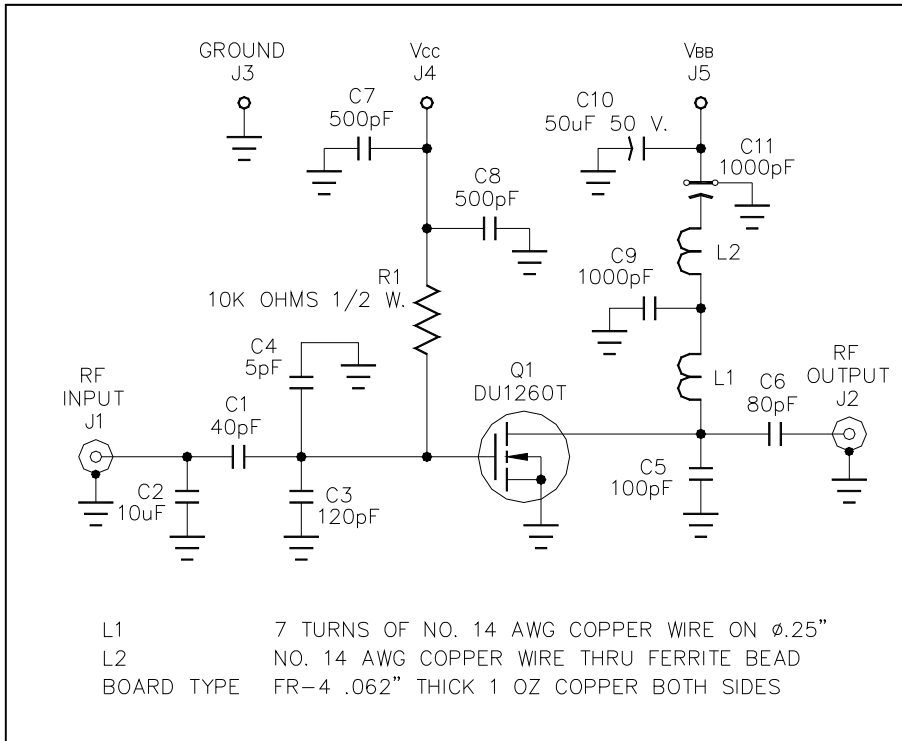 GROUND
J3
Vcc
J4
VBB
J5
C7
500pF
C10
50uF 50 V.
C11
1000pF
C8
500pF
L2
C9
1000pF
R1
10K OHMS 1/2 W.
C4
5pF
Q1
DU1260T
L1
C6
80pF
RF
OUTPUT
J2
RF
INPUT
J1
C1
40pF
C2
10uF
C3
120pF
C5
100pF
L1 7 TURNS OF NO. 14 AWG COPPER WIRE ON ø.25”
L2 NO. 14 AWG COPPER WIRE THRU FERRITE BEAD
BOARD TYPE FR-4 .062” THICK 1 OZ COPPER BOTH SIDES